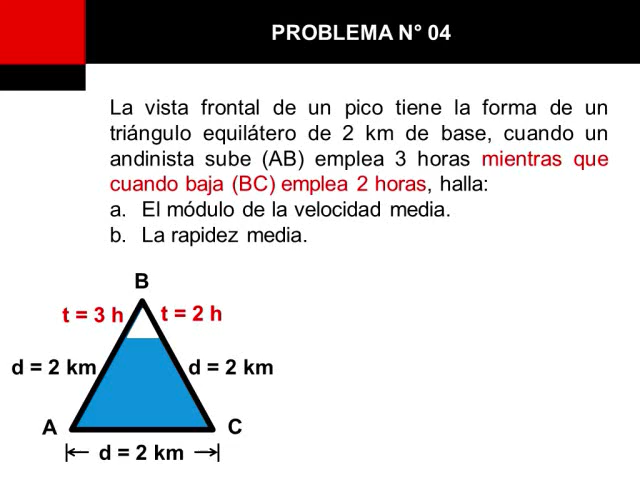 PROBLEMA N° 04
La vista frontal de un pico tiene la forma de un
triángulo equilátero de 2 km de base, cuando un
andinista sube (AB) emplea 3 horas mientras que
cuando baja (BC) emplea 2 horas, halla:
a. El módulo de la velocidad media.
b. La rapidez media.
B
t = 3 h t = 2 h
d = 2 km d = 2 km
A C
d = 2 km